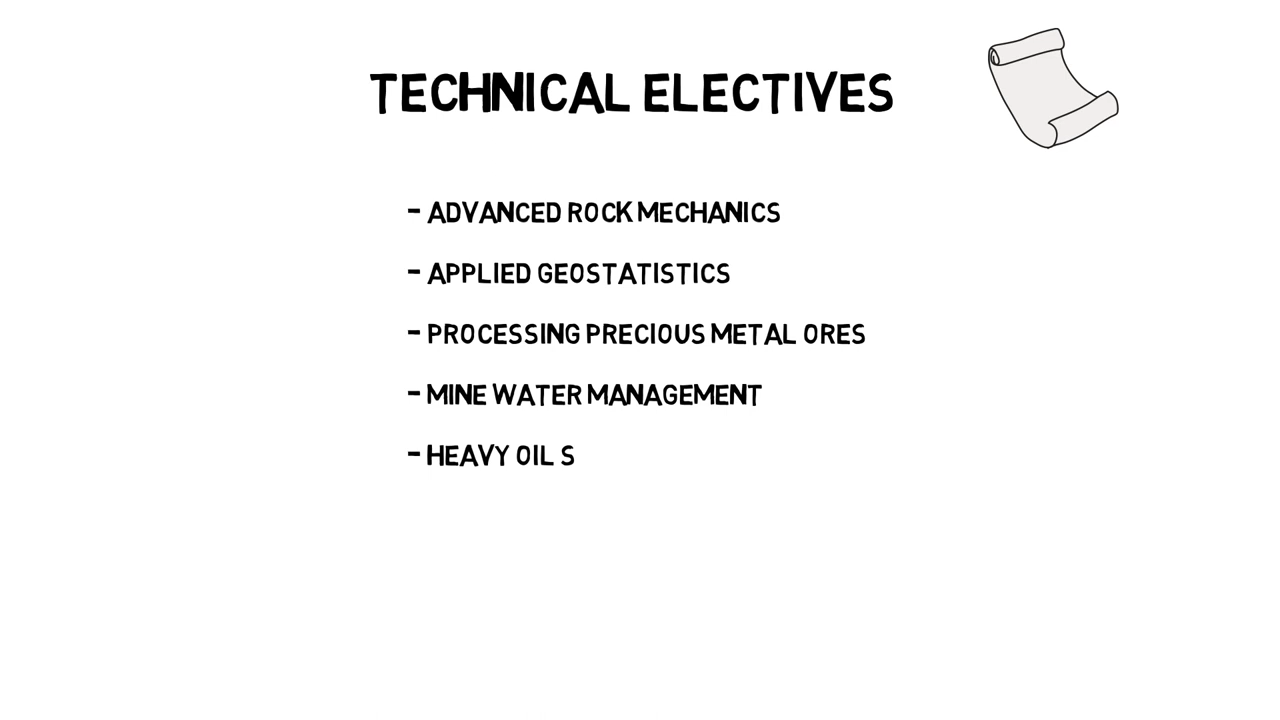 TECHNICAL ELECTIVES
- ADVANCED ROCK MECHANICS
- APPLIED GEOSTATISTICS
- PROCESSING PRECIOUS METAL ORES
- MINE WATER MANAGEMENT
- HEAVY OIL S